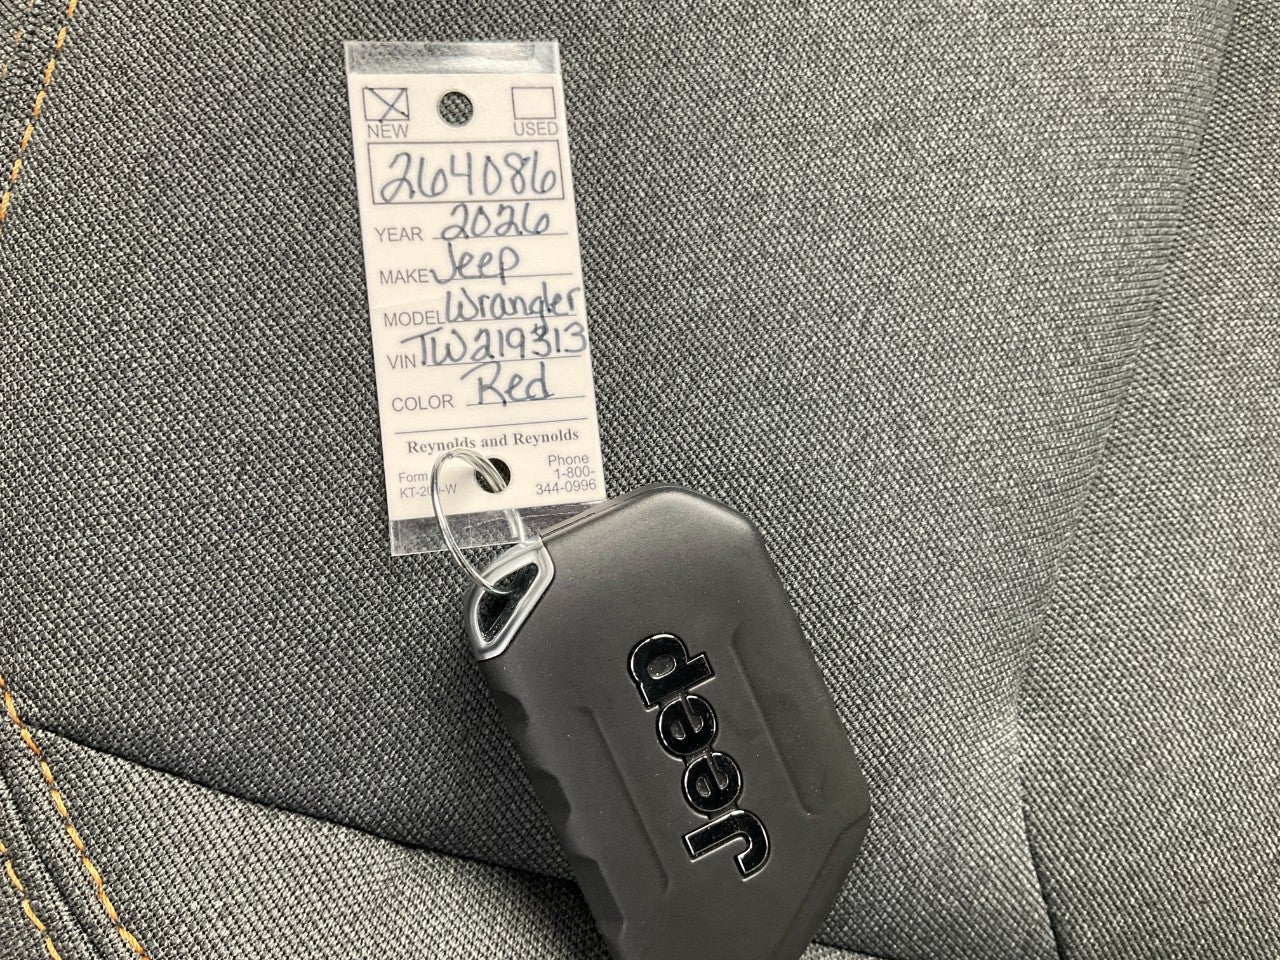 NEW USED
264086
YEAR 2026
MAKE Jeep
MODEL Wrangler
VIN TW219313
COLOR Red
Reynolds and Reynolds
Form Phone
1-800-
344-0996
Jeep